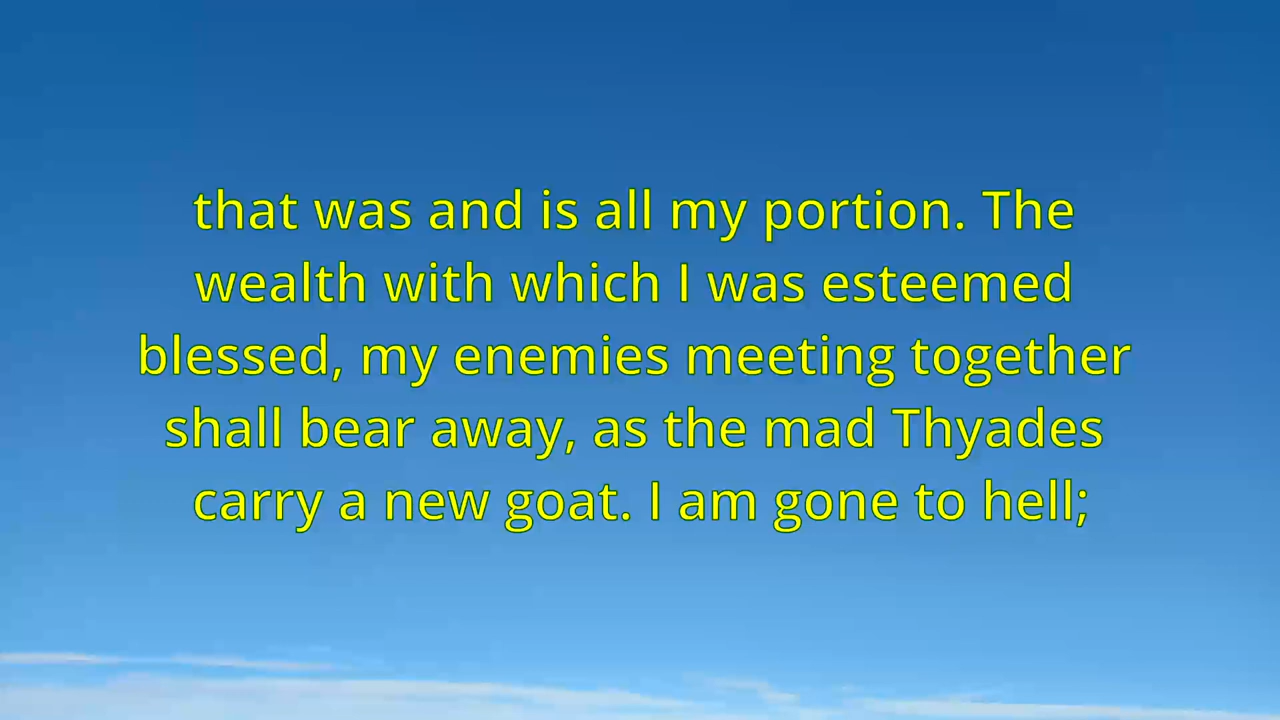 that was and is all my portion. The
wealth with which I was esteemed
blessed, my enemies meeting together
shall bear away, as the mad Thyades
carry a new goat. I am gone to hell;